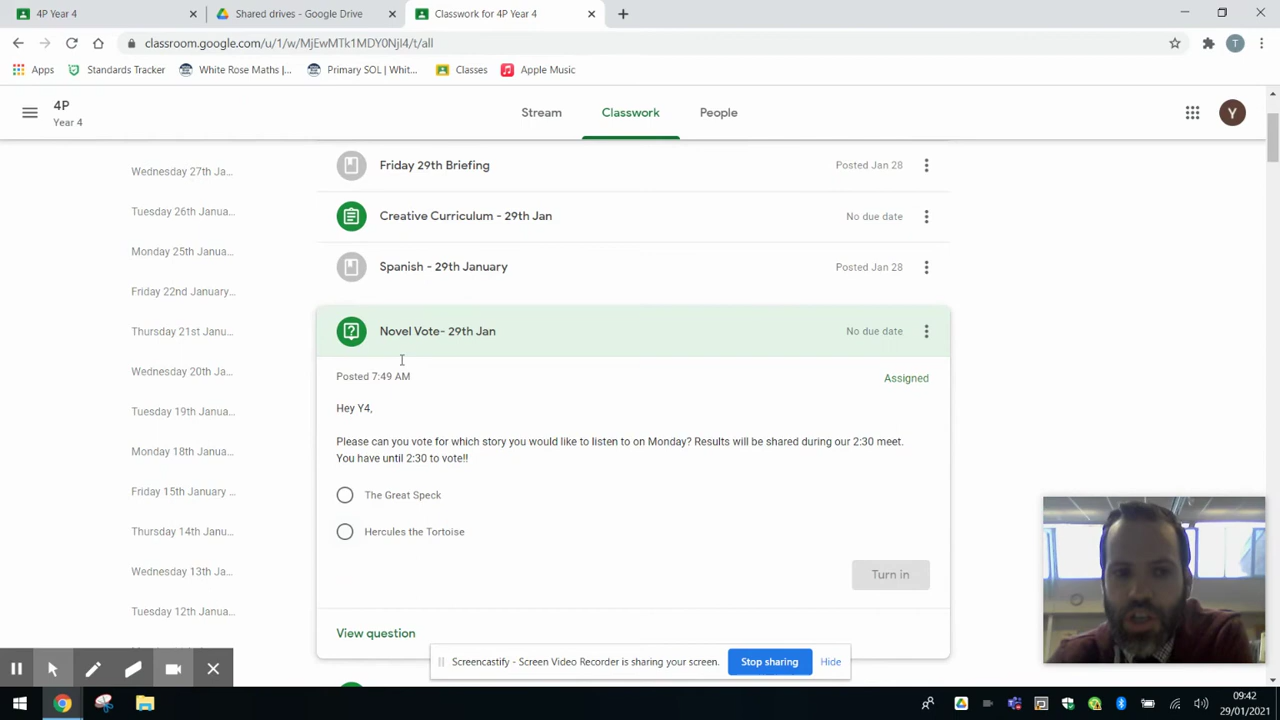 4P Year 4
Shared drives - Google Drive
Classwork for 4P Year 4
classroom.google.com/u/1/w/MjEwMTk1MDY0NjI4/t/all
T
Apps
Standards Tracker
White Rose Maths |...
Primary SOL | Whit...
Classes
Apple Music
4P
Year 4
Stream
Classwork
People
Y
Wednesday 27th Ja...
Tuesday 26th Janua...
Monday 25th Janua...
Friday 22nd January...
Thursday 21st Janu...
Wednesday 20th Ja...
Tuesday 19th Janua...
Monday 18th Janua...
Friday 15th January ...
Thursday 14th Janu...
Wednesday 13th Ja...
Tuesday 12th Janua...
Friday 29th Briefing
Posted Jan 28
Creative Curriculum - 29th Jan
No due date
Spanish - 29th January
Posted Jan 28
Novel Vote- 29th Jan
No due date
Posted 7:49 AM
Assigned
Hey Y4,
Please can you vote for which story you would like to listen to on Monday? Results will be shared during our 2:30 meet.
You have until 2:30 to vote!!
The Great Speck
Hercules the Tortoise
Turn in
View question
Screencastify - Screen Video Recorder is sharing your screen.
Stop sharing
Hide
09:42
29/01/2021